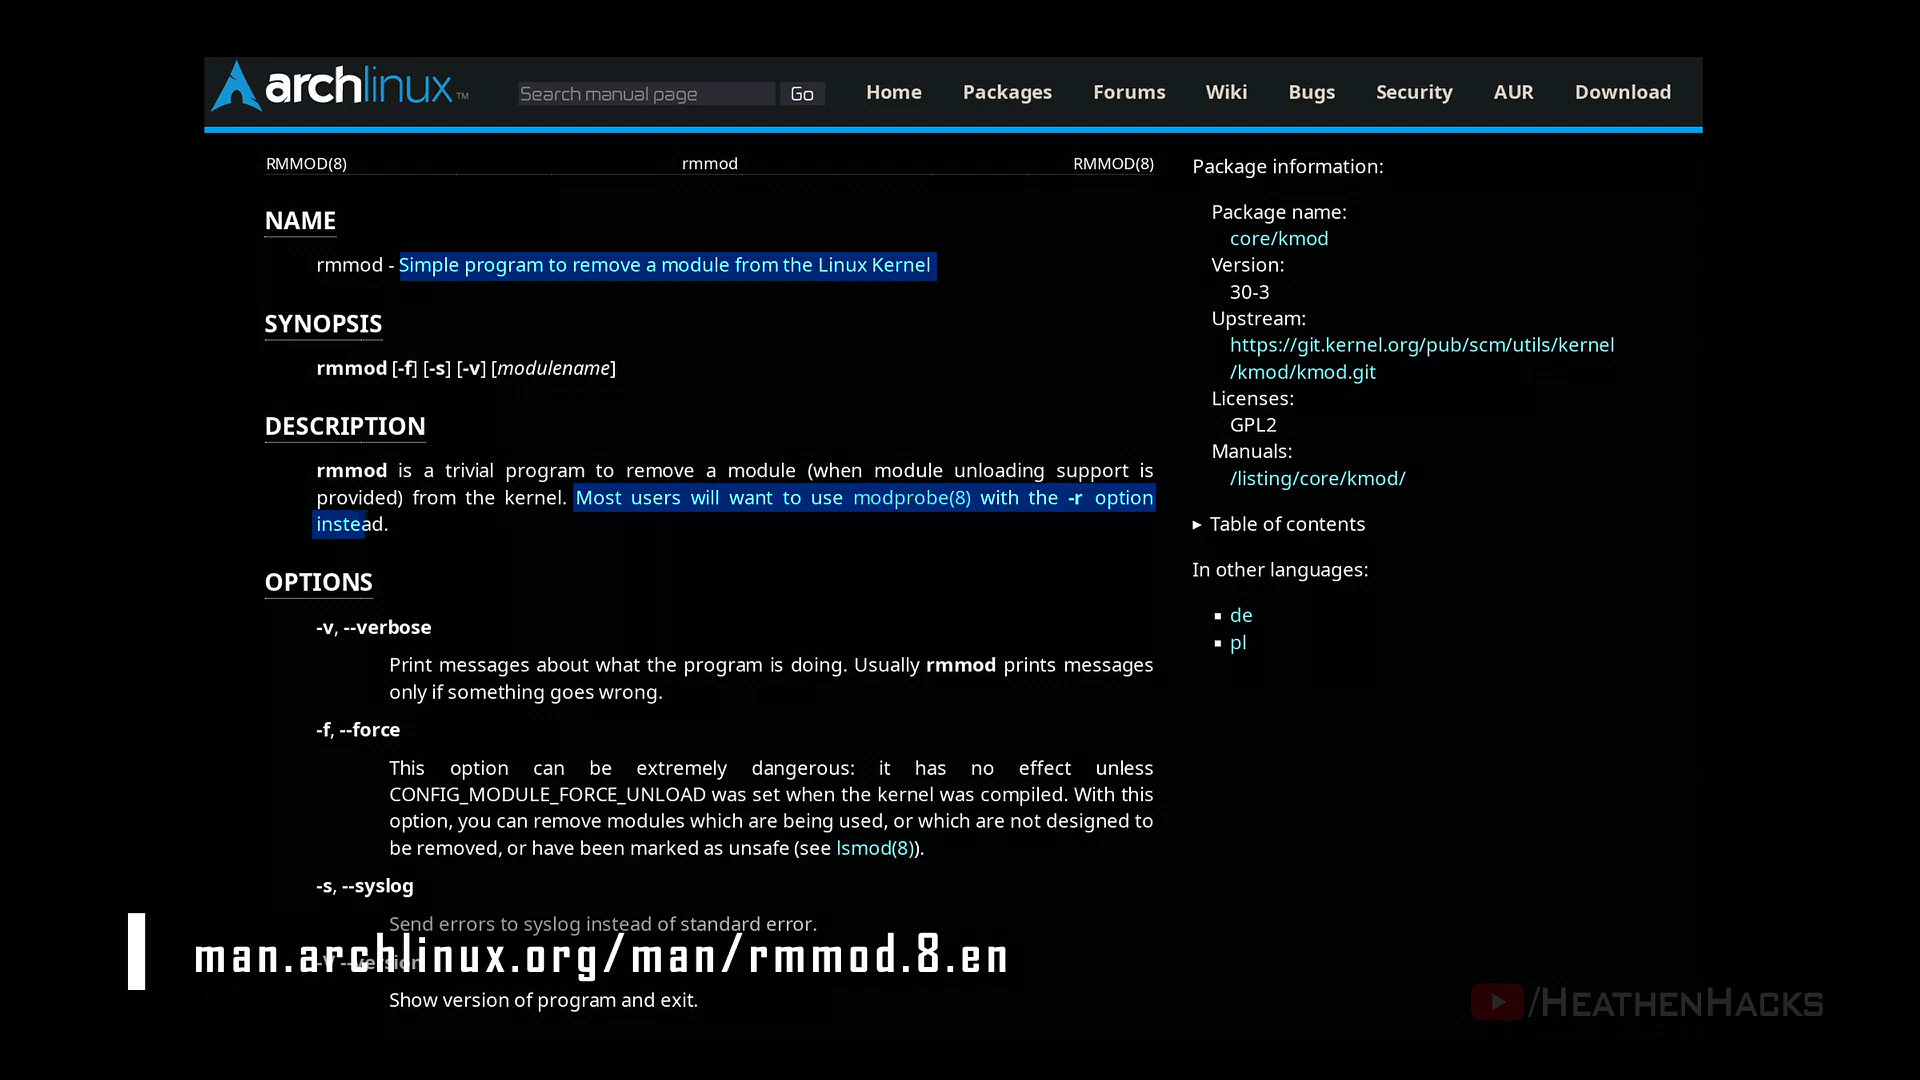 archlinux™
Search manual page Go Home Packages Forums Wiki Bugs Security AUR Download
RMMOD(8) rmmod RMMOD(8)
NAME
rmmod - Simple program to remove a module from the Linux Kernel
SYNOPSIS
rmmod [-f] [-s] [-v] [modulename]
DESCRIPTION
rmmod is a trivial program to remove a module (when module unloading support is
provided) from the kernel. Most users will want to use modprobe(8) with the -r option
instead.
OPTIONS
-v, --verbose
Print messages about what the program is doing. Usually rmmod prints messages
only if something goes wrong.
-f, --force
This option can be extremely dangerous: it has no effect unless
CONFIG_MODULE_FORCE_UNLOAD was set when the kernel was compiled. With this
option, you can remove modules which are being used, or which are not designed to
be removed, or have been marked as unsafe (see lsmod(8)).
-s, --syslog
Send errors to syslog instead of standard error.
-V --version
Show version of program and exit.
Package information:
Package name:
core/kmod
Version:
30-3
Upstream:
https://git.kernel.org/pub/scm/utils/kernel
/kmod/kmod.git
Licenses:
GPL2
Manuals:
/listing/core/kmod/
▸ Table of contents
In other languages:
▪ de
▪ pl
man.archlinux.org/man/rmmod.8.en
/HEATHENHACKS